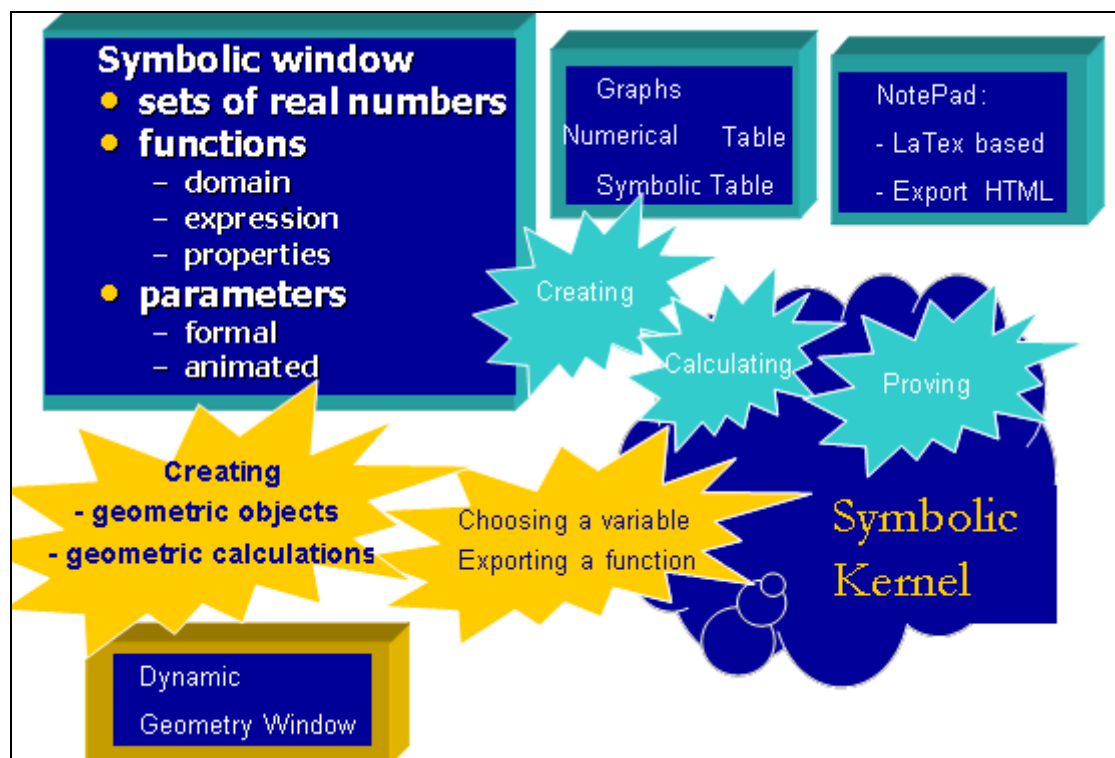 Symbolic window
• sets of real numbers
• functions
– domain
– expression
– properties
• parameters
– formal
– animated
Graphs
Numerical Table
Symbolic Table
NotePad:
- LaTex based
- Export HTML
Creating
Calculating
Proving
Creating
- geometric objects
- geometric calculations
Choosing a variable
Exporting a function
Symbolic
Kernel
Dynamic
Geometry Window